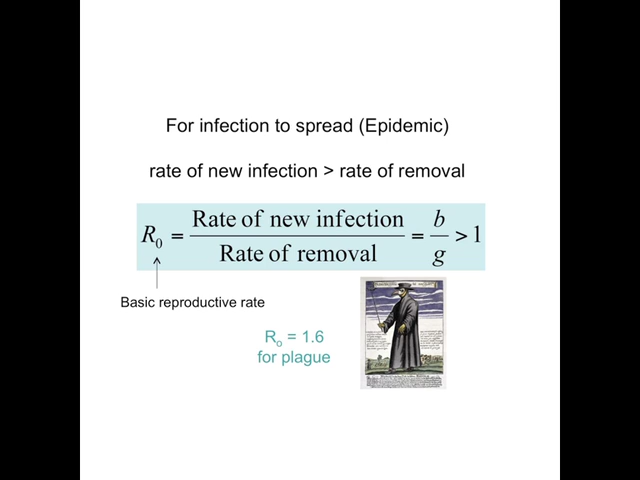 For infection to spread (Epidemic)
rate of new infection > rate of removal
R₀ = Rate of new infection / Rate of removal = b / g > 1
Basic reproductive rate
Rₒ = 1.6
for plague